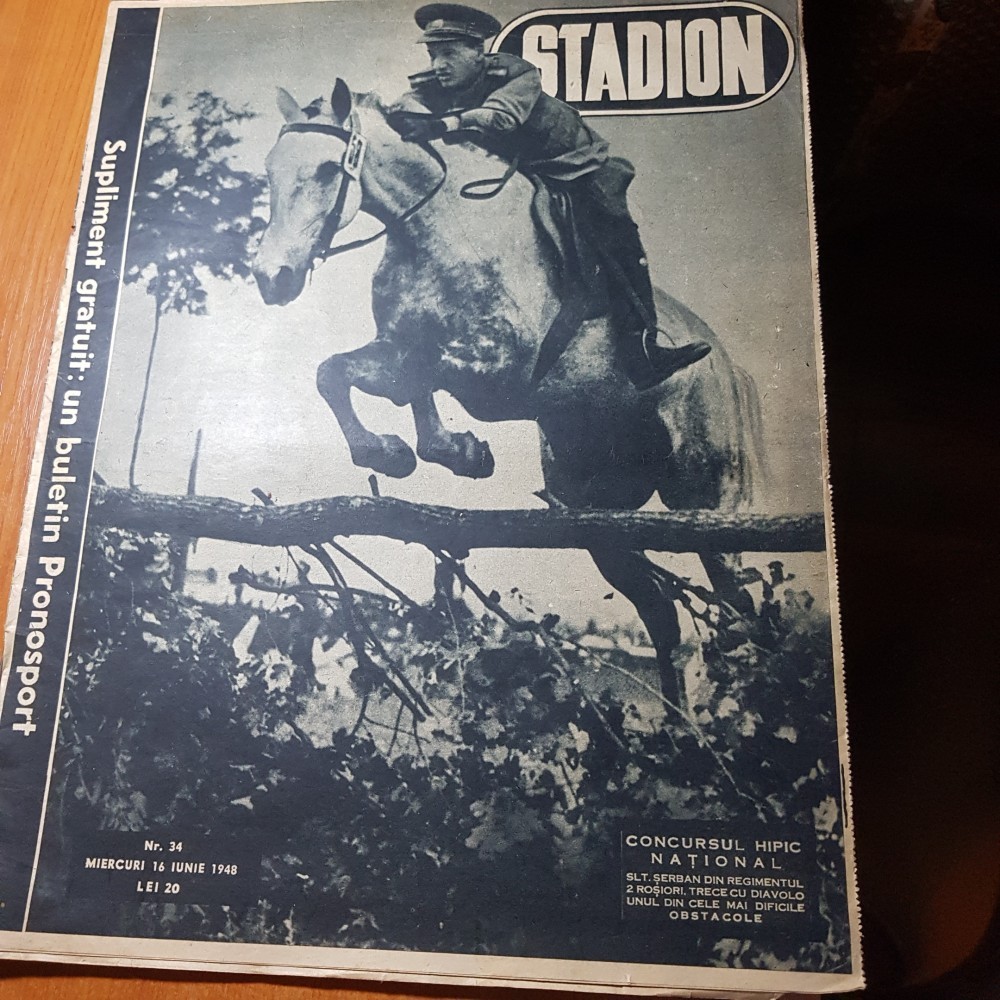 STADION
Supliment gratuit: un buletin Pronosport
Nr. 34
MIERCURI 16 IUNIE 1948
LEI 20
CONCURSUL HIPIC
NAȚIONAL
SLT. ȘERBAN DIN REGIMENTUL
2 ROȘIORI, TRECE CU DIAVOLO
UNUL DIN CELE MAI DIFICILE
OBSTACOLE